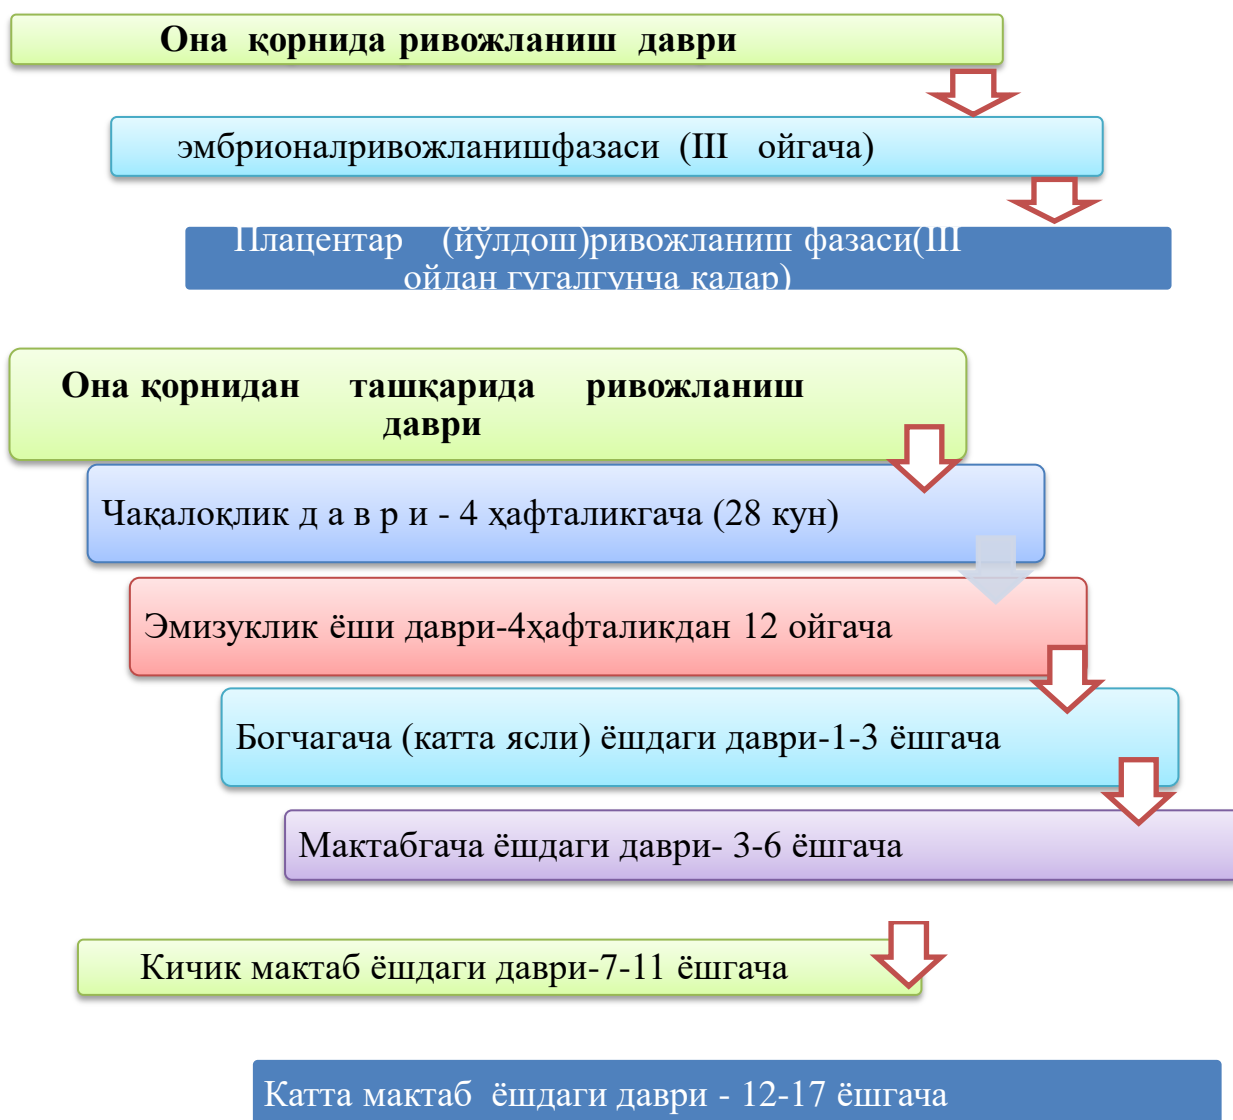 Она қорнида ривожланиш даври
эмбрионалривожланишфазаси (III ойгача)
Плацентар (йўлдош)ривожланиш фазаси(III
ойдан гугалгунча қадар)
Она қорнидан ташқарида ривожланиш
даври
Чақалоқлик д а в р и - 4 ҳафталикгача (28 кун)
Эмизуклик ёши даври-4ҳафталикдан 12 ойгача
Богчагача (катта ясли) ёшдаги даври-1-3 ёшгача
Мактабгача ёшдаги даври- 3-6 ёшгача
Кичик мактаб ёшдаги даври-7-11 ёшгача
Катта мактаб ёшдаги даври - 12-17 ёшгача